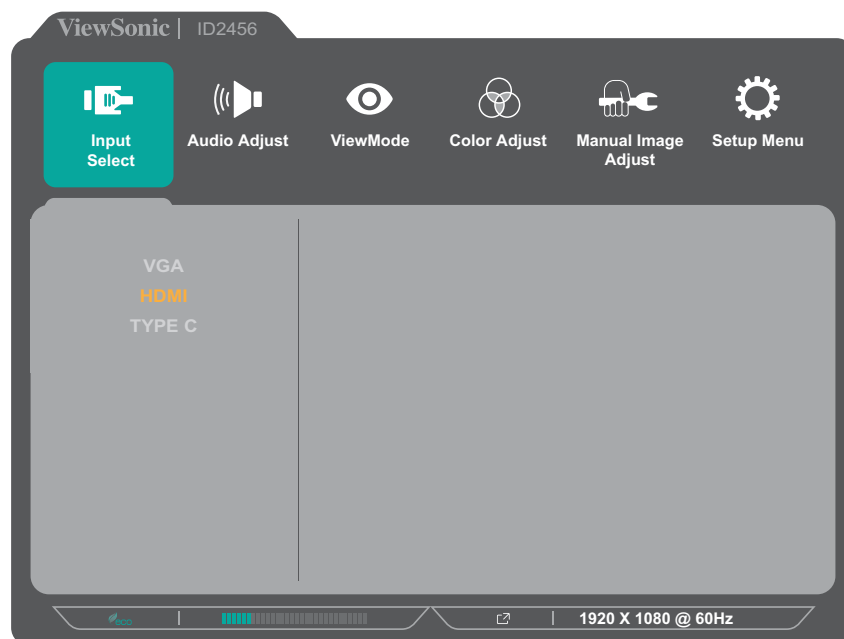 ViewSonic | ID2456
Input
Select
Audio Adjust
ViewMode
Color Adjust
Manual Image
Adjust
Setup Menu
VGA
HDMI
TYPE C
eco
1920 X 1080 @ 60Hz